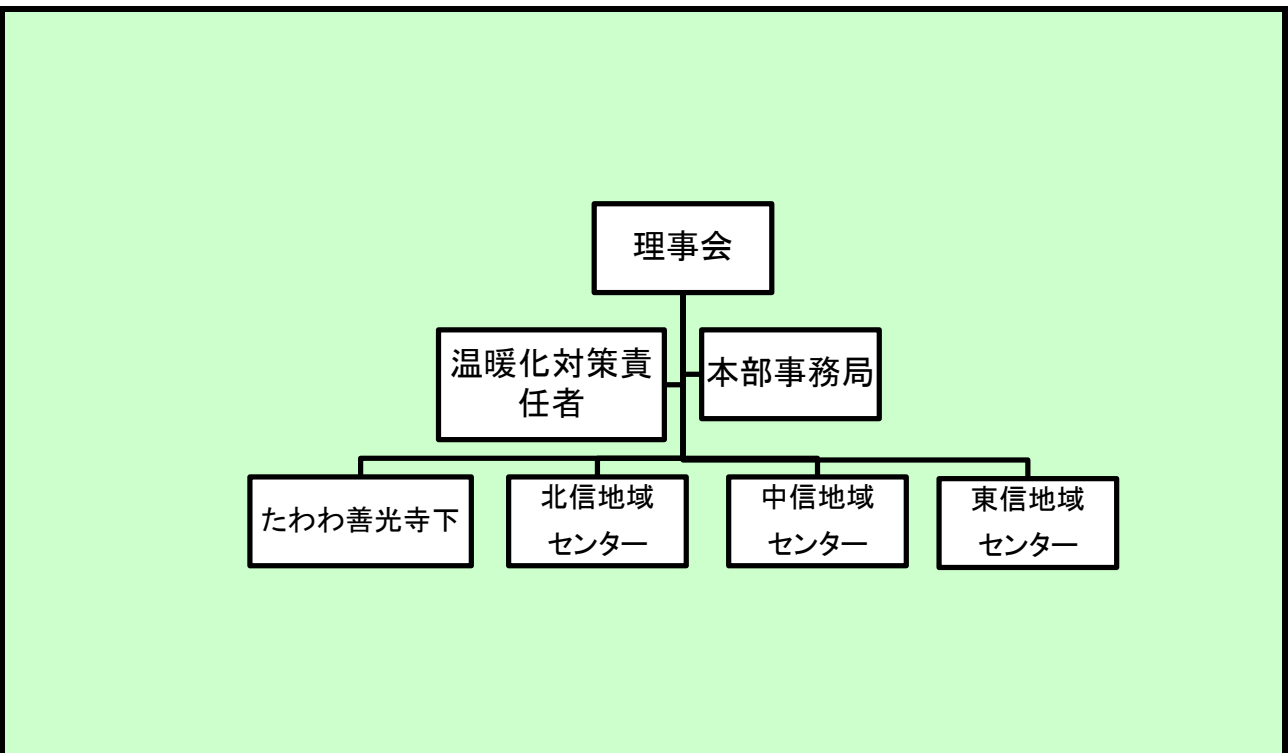 理事会
温暖化対策責
任者
本部事務局
たわわ善光寺下
北信地域
センター
中信地域
センター
東信地域
センター